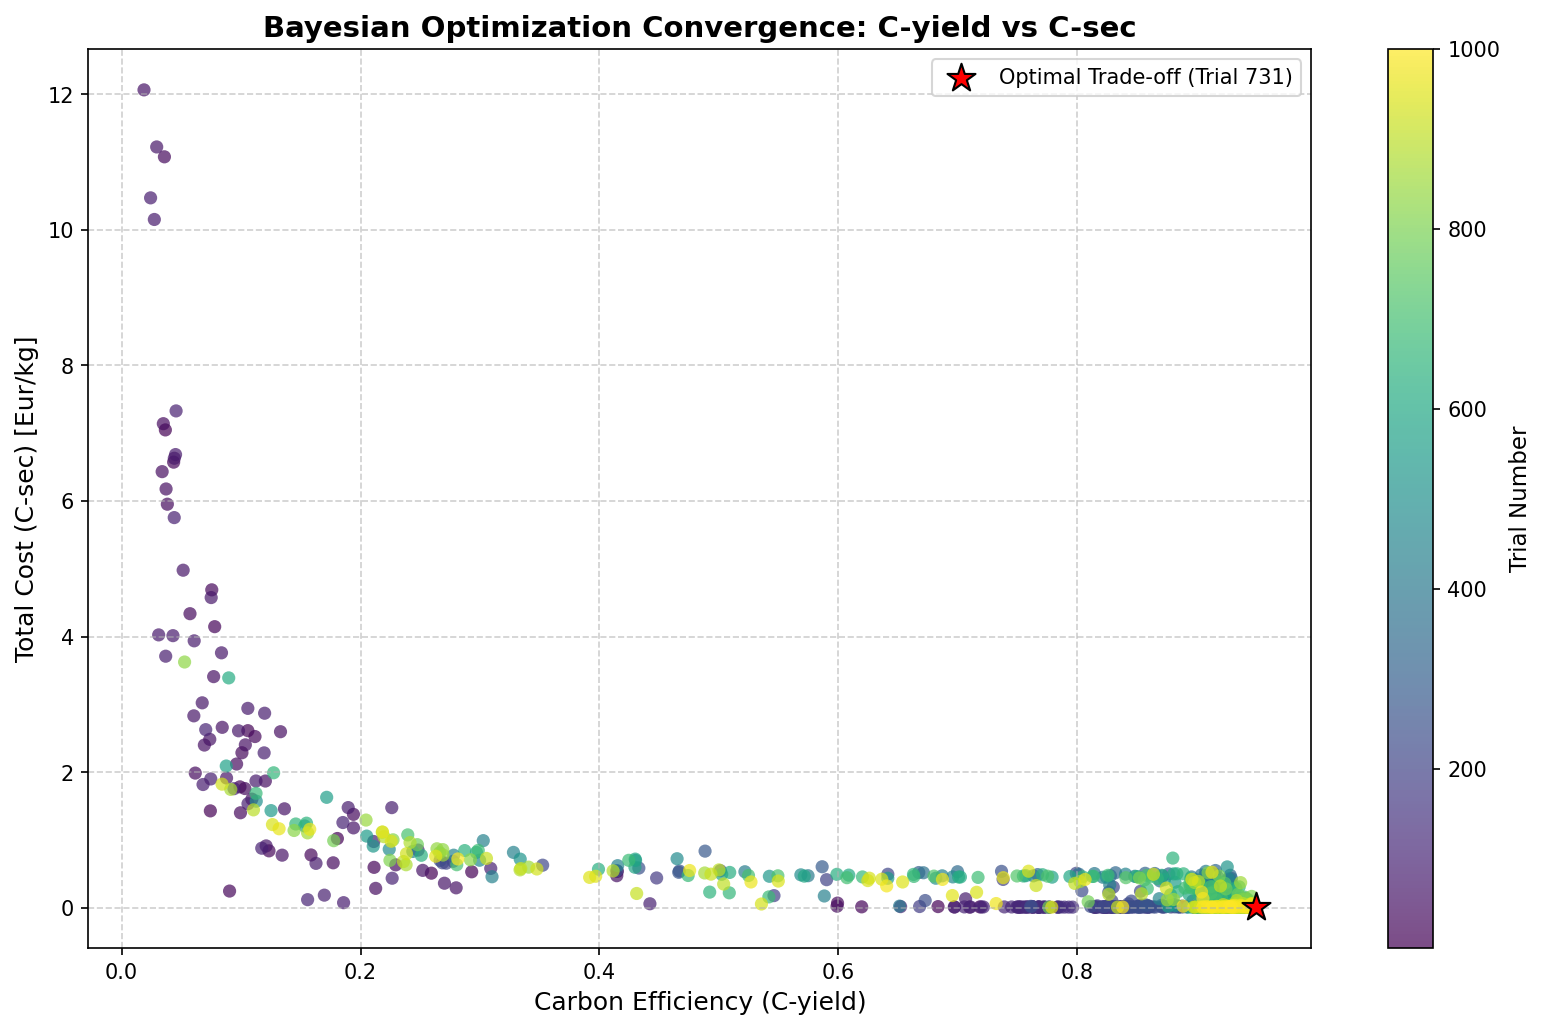 Bayesian Optimization Convergence: C-yield vs C-sec
Optimal Trade-off (Trial 731)
Total Cost (C-sec) [Eur/kg]
12
10
8
6
4
2
0
0.0 0.2 0.4 0.6 0.8
Carbon Efficiency (C-yield)
1000
800
600
400
200
Trial Number